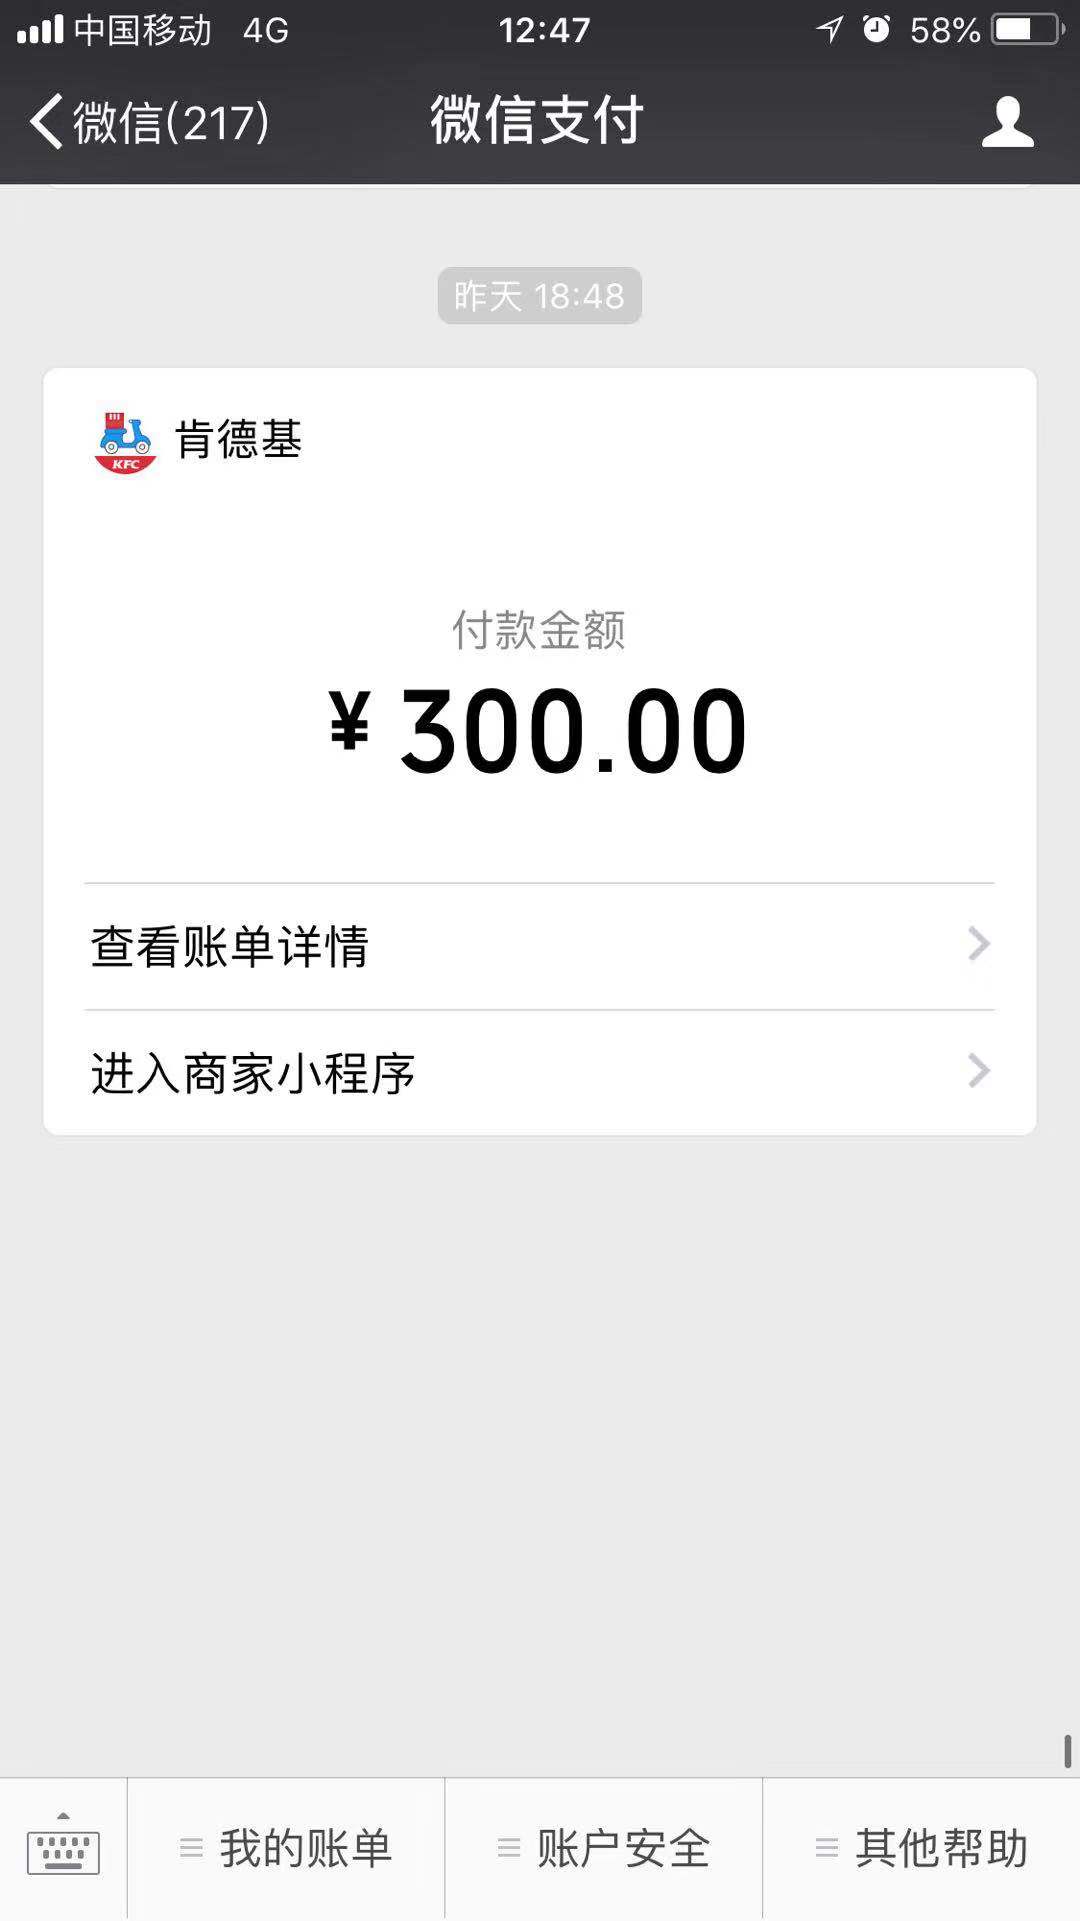 中国移动 4G 12:47 58%
微信(217) 微信支付
昨天 18:48
KFC 肯德基
付款金额
¥ 300.00
查看账单详情
进入商家小程序
我的账单 账户安全 其他帮助